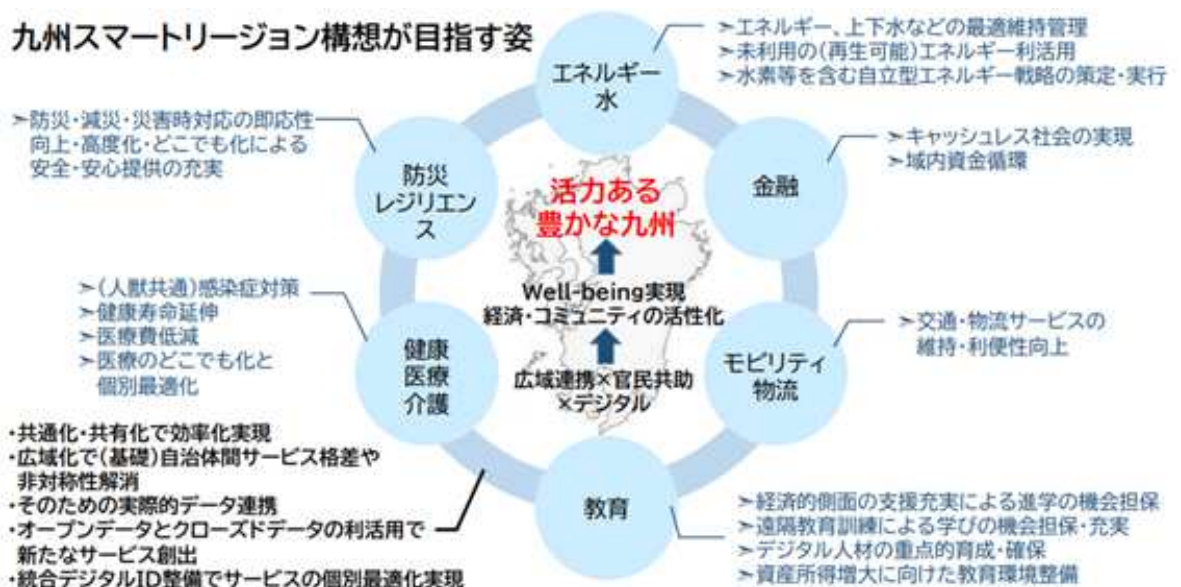 九州スマートリージョン構想が目指す姿
エネルギー
水
➢エネルギー、上下水などの最適維持管理
➢未利用の(再生可能)エネルギー利活用
➢水素等を含む自立型エネルギー戦略の策定・実行
➢防災・減災・災害時対応の即応性
向上・高度化・どこでも化による
安全・安心提供の充実
防災
レジリエン
ス
金融
➢キャッシュレス社会の実現
➢域内資金循環
活力ある
豊かな九州
Well-being実現
経済・コミュニティの活性化
広域連携×官民共助
×デジタル
➢(人獣共通)感染症対策
➢健康寿命延伸
➢医療費低減
➢医療のどこでも化と
個別最適化
健康
医療
介護
モビリティ
物流
➢交通・物流サービスの
維持・利便性向上
・共通化・共有化で効率化実現
・広域化で(基礎)自治体間サービス格差や
非対称性解消
・そのための実際的データ連携
・オープンデータとクローズドデータの利活用で
新たなサービス創出
・統合デジタルID整備でサービスの個別最適化実現
教育
➢経済的側面の支援充実による進学の機会担保
➢遠隔教育訓練による学びの機会担保・充実
➢デジタル人材の重点的育成・確保
➢資産所得増大に向けた教育環境整備